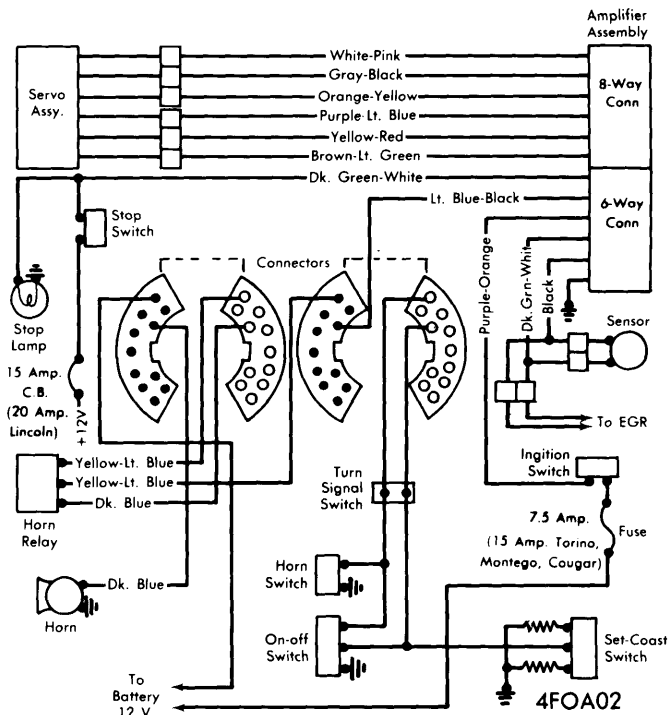 Amplifier
Assembly
White-Pink
Gray-Black
Orange-Yellow
Purple-Lt. Blue
Yellow-Red
Brown-Lt. Green
Servo
Assy.
8-Way
Conn
Dk. Green-White
Lt. Blue-Black
6-Way
Conn
Stop
Switch
Connectors
Purple-Orange
Dk.Grn-Whit
Black
Stop
Lamp
Sensor
15 Amp.
C.B.
(20 Amp.
Lincoln)
+12V
To EGR
Yellow-Lt. Blue
Yellow-Lt. Blue
Dk. Blue
Horn
Relay
Turn
Signal
Switch
Ingition
Switch
7.5 Amp.
Fuse
(15 Amp. Torino,
Montego, Cougar)
Dk. Blue
Horn
Horn
Switch
On-off
Switch
Set-Coast
Switch
To
Battery
12 V
4FOA02